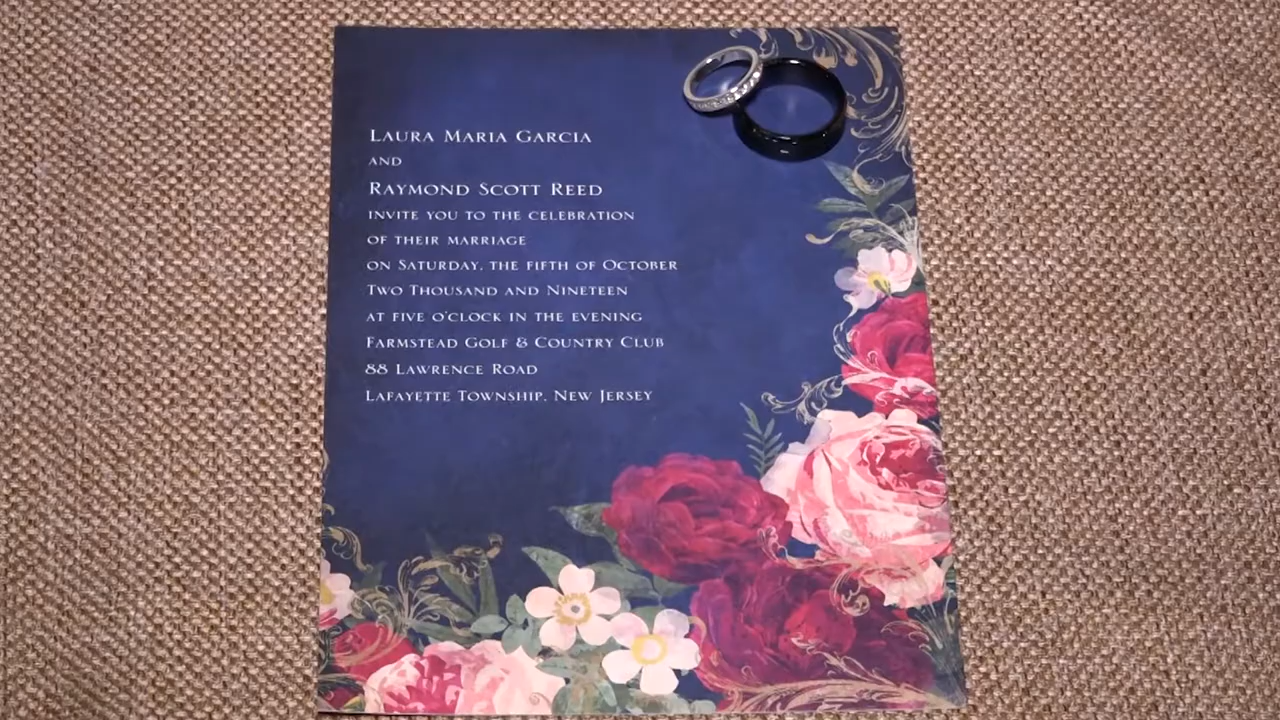 Laura Maria Garcia
and
Raymond Scott Reed
invite you to the celebration
of their marriage
on Saturday, the fifth of October
Two Thousand and Nineteen
at five o'clock in the evening
Farmstead Golf & Country Club
88 Lawrence Road
Lafayette Township, New Jersey